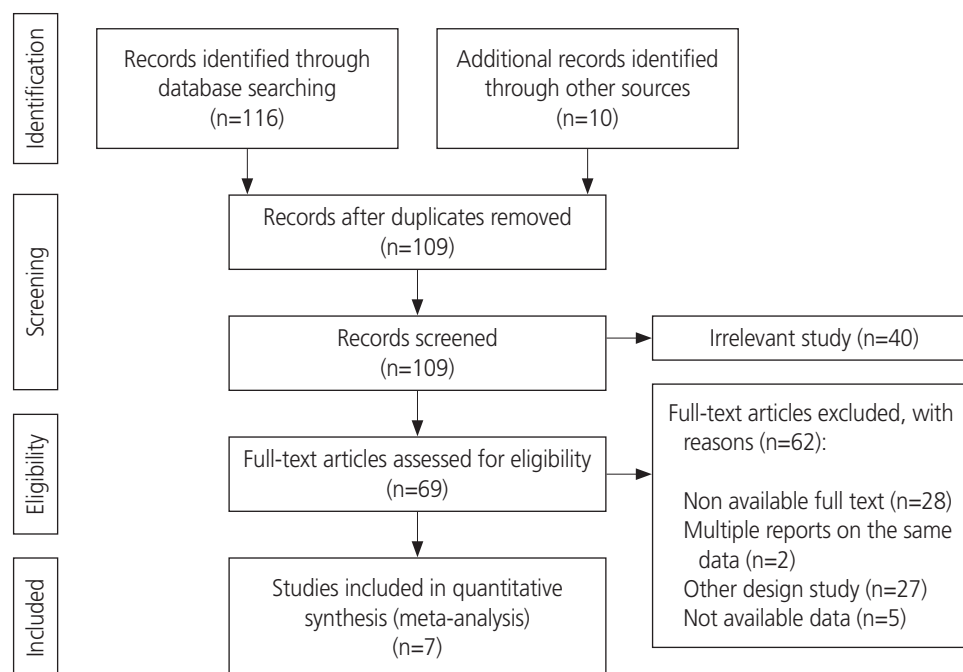 Identification
Records identified through
database searching
(n=116)
Additional records identified
through other sources
(n=10)
Screening
Records after duplicates removed
(n=109)
Records screened
(n=109)
Irrelevant study (n=40)
Eligibility
Full-text articles assessed for eligibility
(n=69)
Full-text articles excluded, with
reasons (n=62):
Non available full text (n=28)
Multiple reports on the same
data (n=2)
Other design study (n=27)
Not available data (n=5)
Included
Studies included in quantitative
synthesis (meta-analysis)
(n=7)